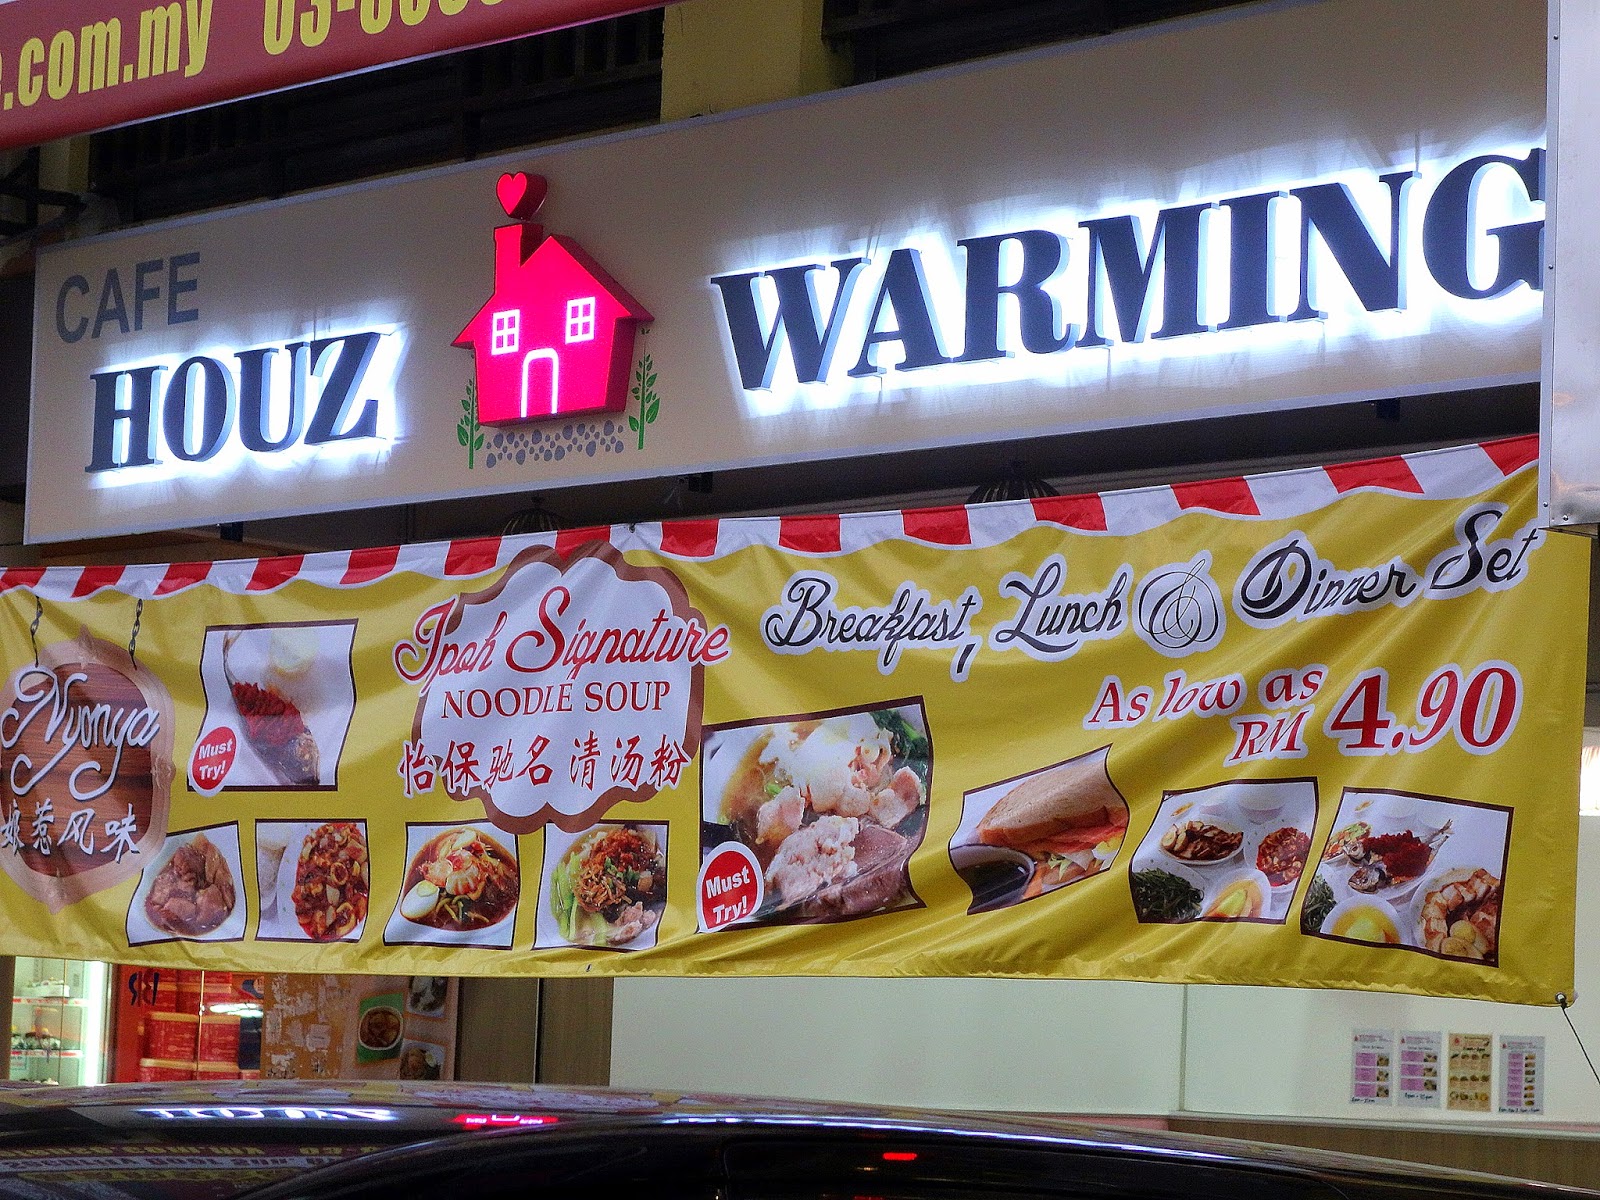 .com.my
CAFE
HOUZ WARMING
Nyonya
娘惹风味
Must
Try!
Ipoh Signature
NOODLE SOUP
怡保驰名清汤粉
Must
Try!
Breakfast, Lunch & Dinner Set
As low as
RM 4.90